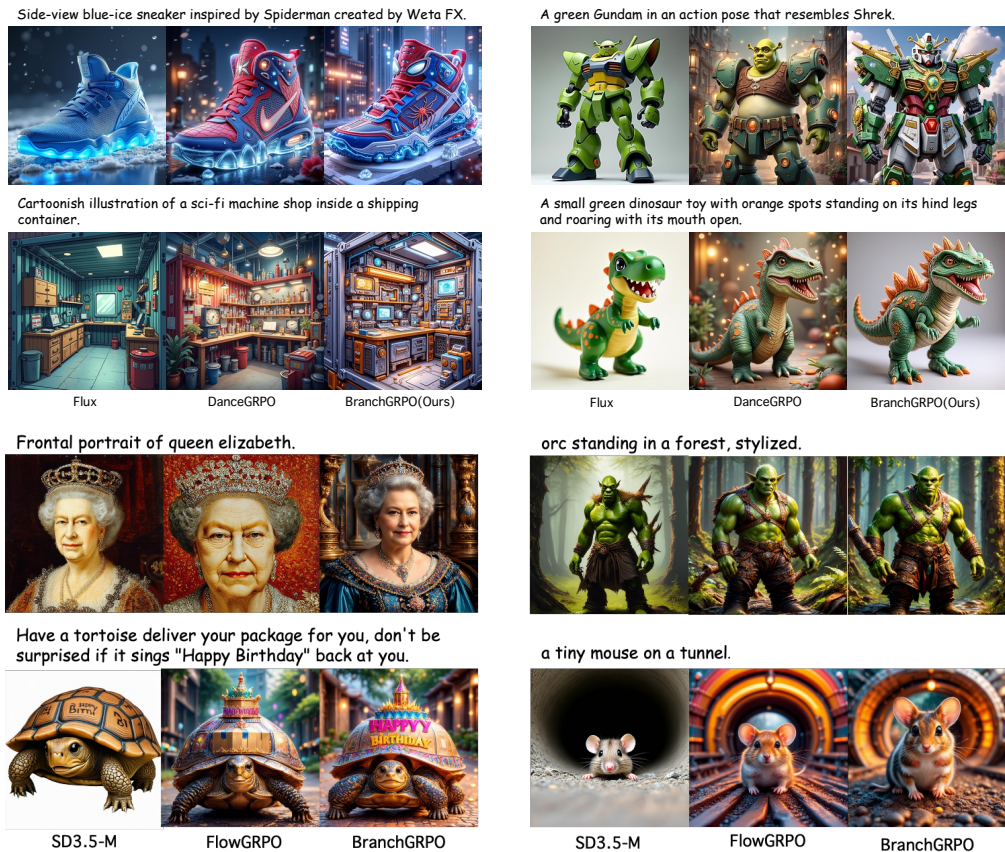 Side-view blue-ice sneaker inspired by Spiderman created by Weta FX.
A green Gundam in an action pose that resembles Shrek.
Cartoonish illustration of a sci-fi machine shop inside a shipping
container.
A small green dinosaur toy with orange spots standing on its hind legs
and roaring with its mouth open.
Flux
DanceGRPO
BranchGRPO(Ours)
Flux
DanceGRPO
BranchGRPO(Ours)
Frontal portrait of queen elizabeth.
orc standing in a forest, stylized.
Have a tortoise deliver your package for you, don't be
surprised if it sings "Happy Birthday" back at you.
a tiny mouse on a tunnel.
HAPPYY
BIRTHDAY
SD3.5-M
FlowGRPO
BranchGRPO
SD3.5-M
FlowGRPO
BranchGRPO